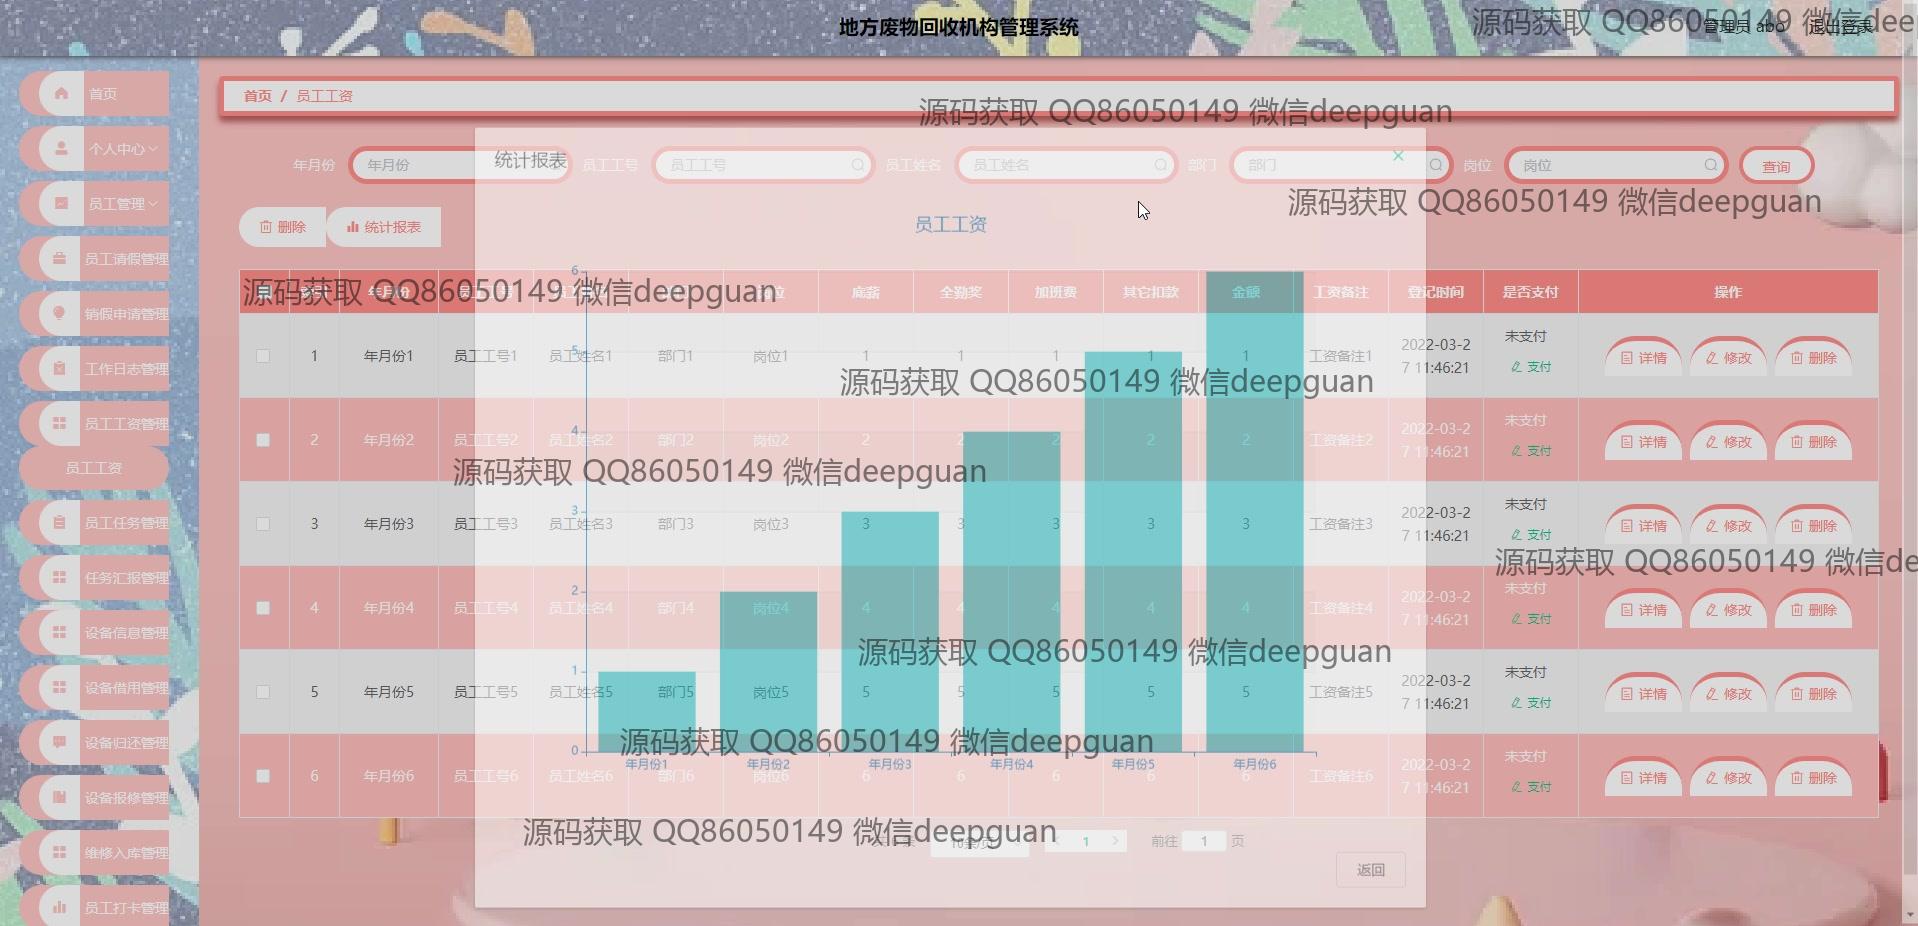 地方废物回收机构管理系统
管理员 abo 退出登录
源码获取 QQ86050149 微信deepguan
首页
个人中心
员工管理
员工请假管理
销假申请管理
工作日志管理
员工工资管理
员工工资
员工任务管理
任务汇报管理
设备信息管理
设备借用管理
设备归还管理
设备报修管理
维修入库管理
员工打卡管理
首页 / 员工工资
源码获取 QQ86050149 微信deepguan
年月份 年月份 员工工号 员工工号 员工姓名 员工姓名 部门 部门 岗位 岗位 查询
统计报表
源码获取 QQ86050149 微信deepguan
删除 统计报表
员工工资
源码获取 QQ86050149 微信deepguan
年月份 岗位 底薪 全勤奖 加班费 其它扣款 金额 工资备注 登记时间 是否支付 操作
1 年月份1 员工工号1 员工姓名1 部门1 岗位1 1 1 1 1 1 工资备注1 2022-03-27 11:46:21 未支付 支付 详情 修改 删除
源码获取 QQ86050149 微信deepguan
2 年月份2 员工工号2 员工姓名2 部门2 岗位2 2 2 2 2 2 工资备注2 2022-03-27 11:46:21 未支付 支付 详情 修改 删除
源码获取 QQ86050149 微信deepguan
3 年月份3 员工工号3 员工姓名3 部门3 岗位3 3 3 3 3 3 工资备注3 2022-03-27 11:46:21 未支付 支付 详情 修改 删除
源码获取 QQ86050149 微信de
4 年月份4 员工工号4 员工姓名4 部门4 岗位4 4 4 4 4 4 工资备注4 2022-03-27 11:46:21 未支付 支付 详情 修改 删除
源码获取 QQ86050149 微信deepguan
5 年月份5 员工工号5 员工姓名5 部门5 岗位5 5 5 5 5 5 工资备注5 2022-03-27 11:46:21 未支付 支付 详情 修改 删除
源码获取 QQ86050149 微信deepguan
6 年月份6 员工工号6 员工姓名6 部门6 岗位6 6 6 6 6 6 工资备注6 2022-03-27 11:46:21 未支付 支付 详情 修改 删除
6
5
4
3
2
1
0
年月份1 年月份2 年月份3 年月份4 年月份5 年月份6
源码获取 QQ86050149 微信deepguan
10条/页 1 前往 1 页
返回